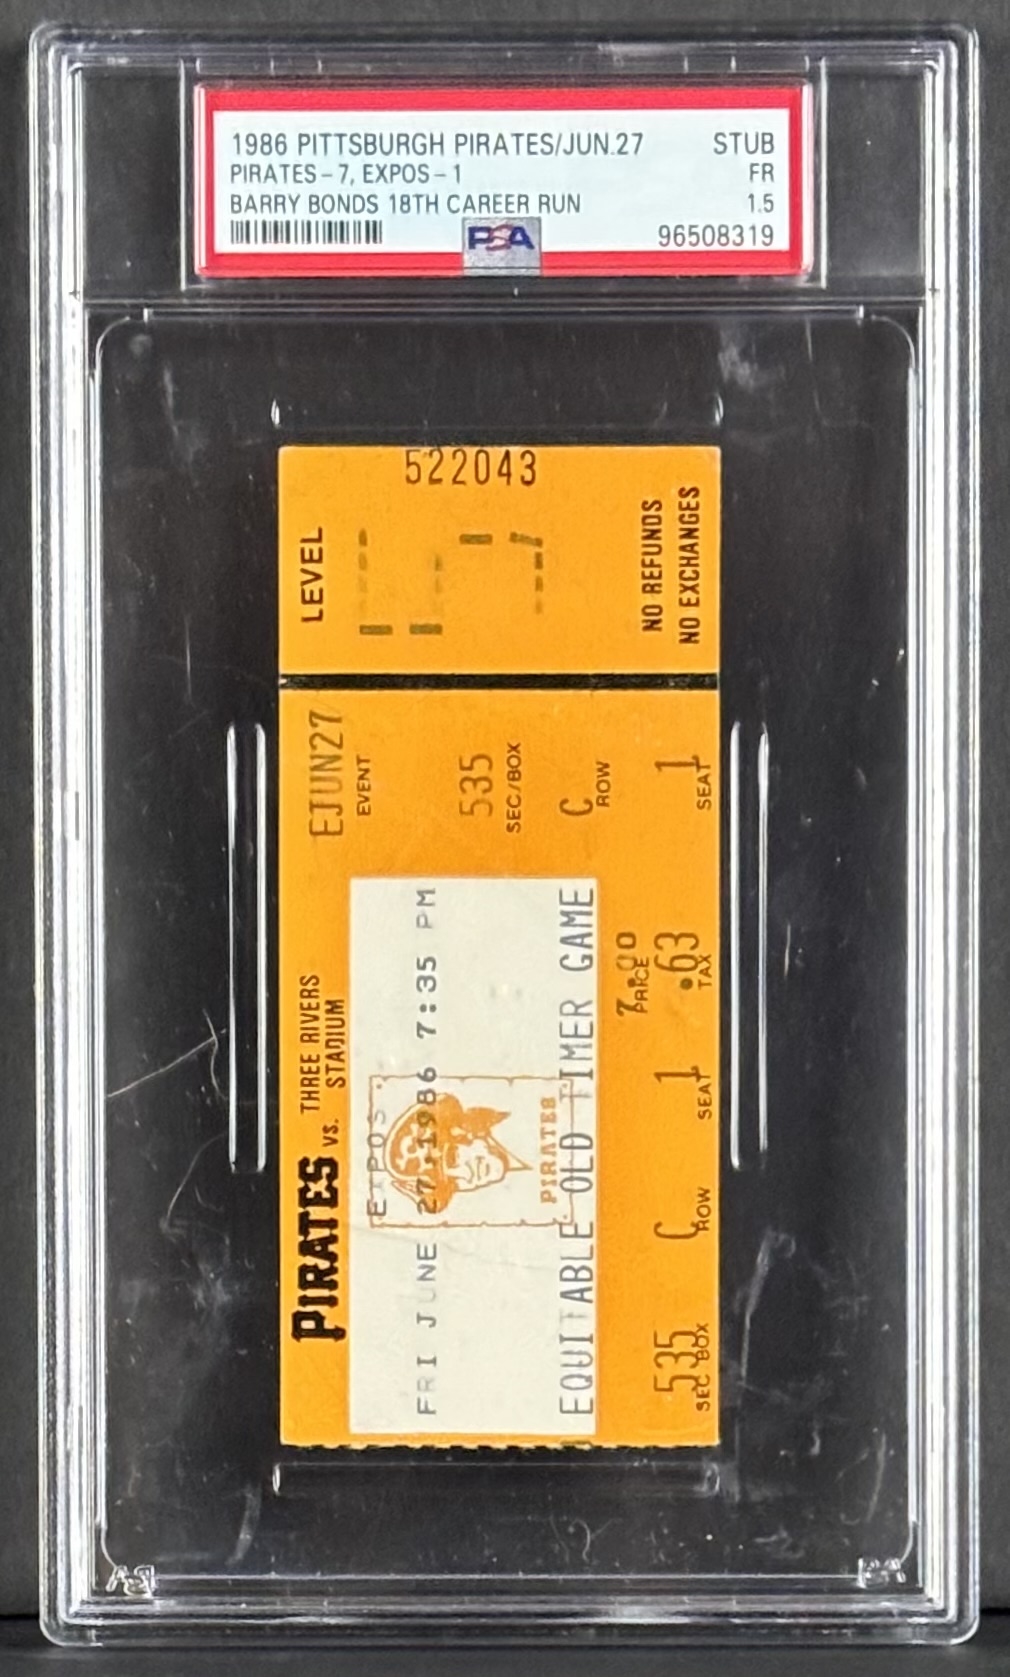 1986 PITTSBURGH PIRATES/JUN.27 STUB
PIRATES-7, EXPOS-1 FR
BARRY BONDS 18TH CAREER RUN 1.5
PSA 96508319
522043
LEVEL
NO REFUNDS
NO EXCHANGES
EJUN27
EVENT
535
SEC/BOX
C
ROW
1
SEAT
PIRATES vs. THREE RIVERS
STADIUM
EXPOS
FRI JUNE 27,1986 7:35 PM
PIRATES
EQUITABLE OLD TIMER GAME
7.00
PRICE
535 C 1 .63
SEC BOX ROW SEAT TAX